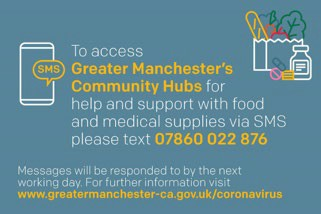 SMS
To access
Greater Manchester's
Community Hubs for
help and support with food
and medical supplies via SMS
please text 07860 022 876
Messages will be responded to by the next
working day. For further information visit
www.greatermanchester-ca.gov.uk/coronavirus